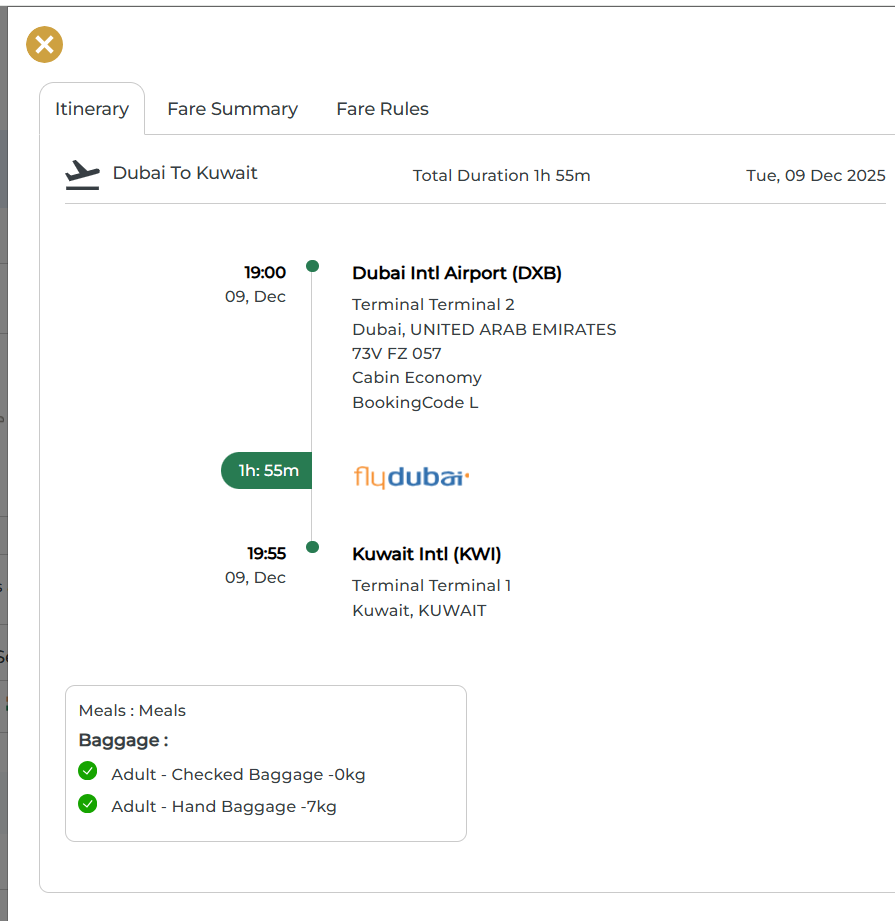 Itinerary
Fare Summary
Fare Rules
Dubai To Kuwait
Total Duration 1h 55m
Tue, 09 Dec 2025
19:00
09, Dec
Dubai Intl Airport (DXB)
Terminal Terminal 2
Dubai, UNITED ARAB EMIRATES
73V FZ 057
Cabin Economy
BookingCode L
1h: 55m
flydubai
19:55
09, Dec
Kuwait Intl (KWI)
Terminal Terminal 1
Kuwait, KUWAIT
Meals : Meals
Baggage :
Adult - Checked Baggage -0kg
Adult - Hand Baggage -7kg